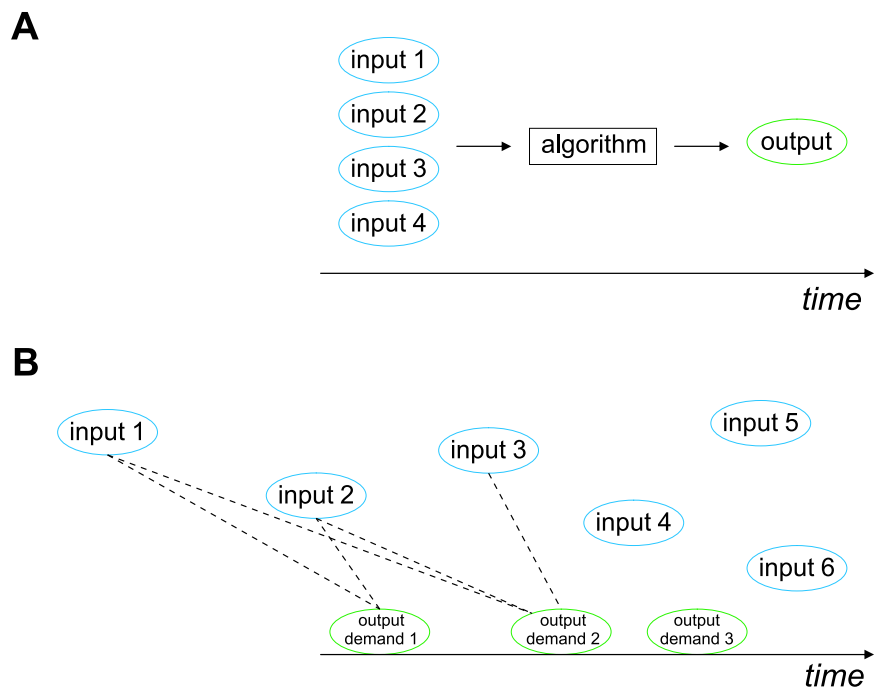 A
input 1
input 2
input 3
input 4
algorithm
output
time
B
input 1
input 2
input 3
input 4
input 5
input 6
output
demand 1
output
demand 2
output
demand 3
time